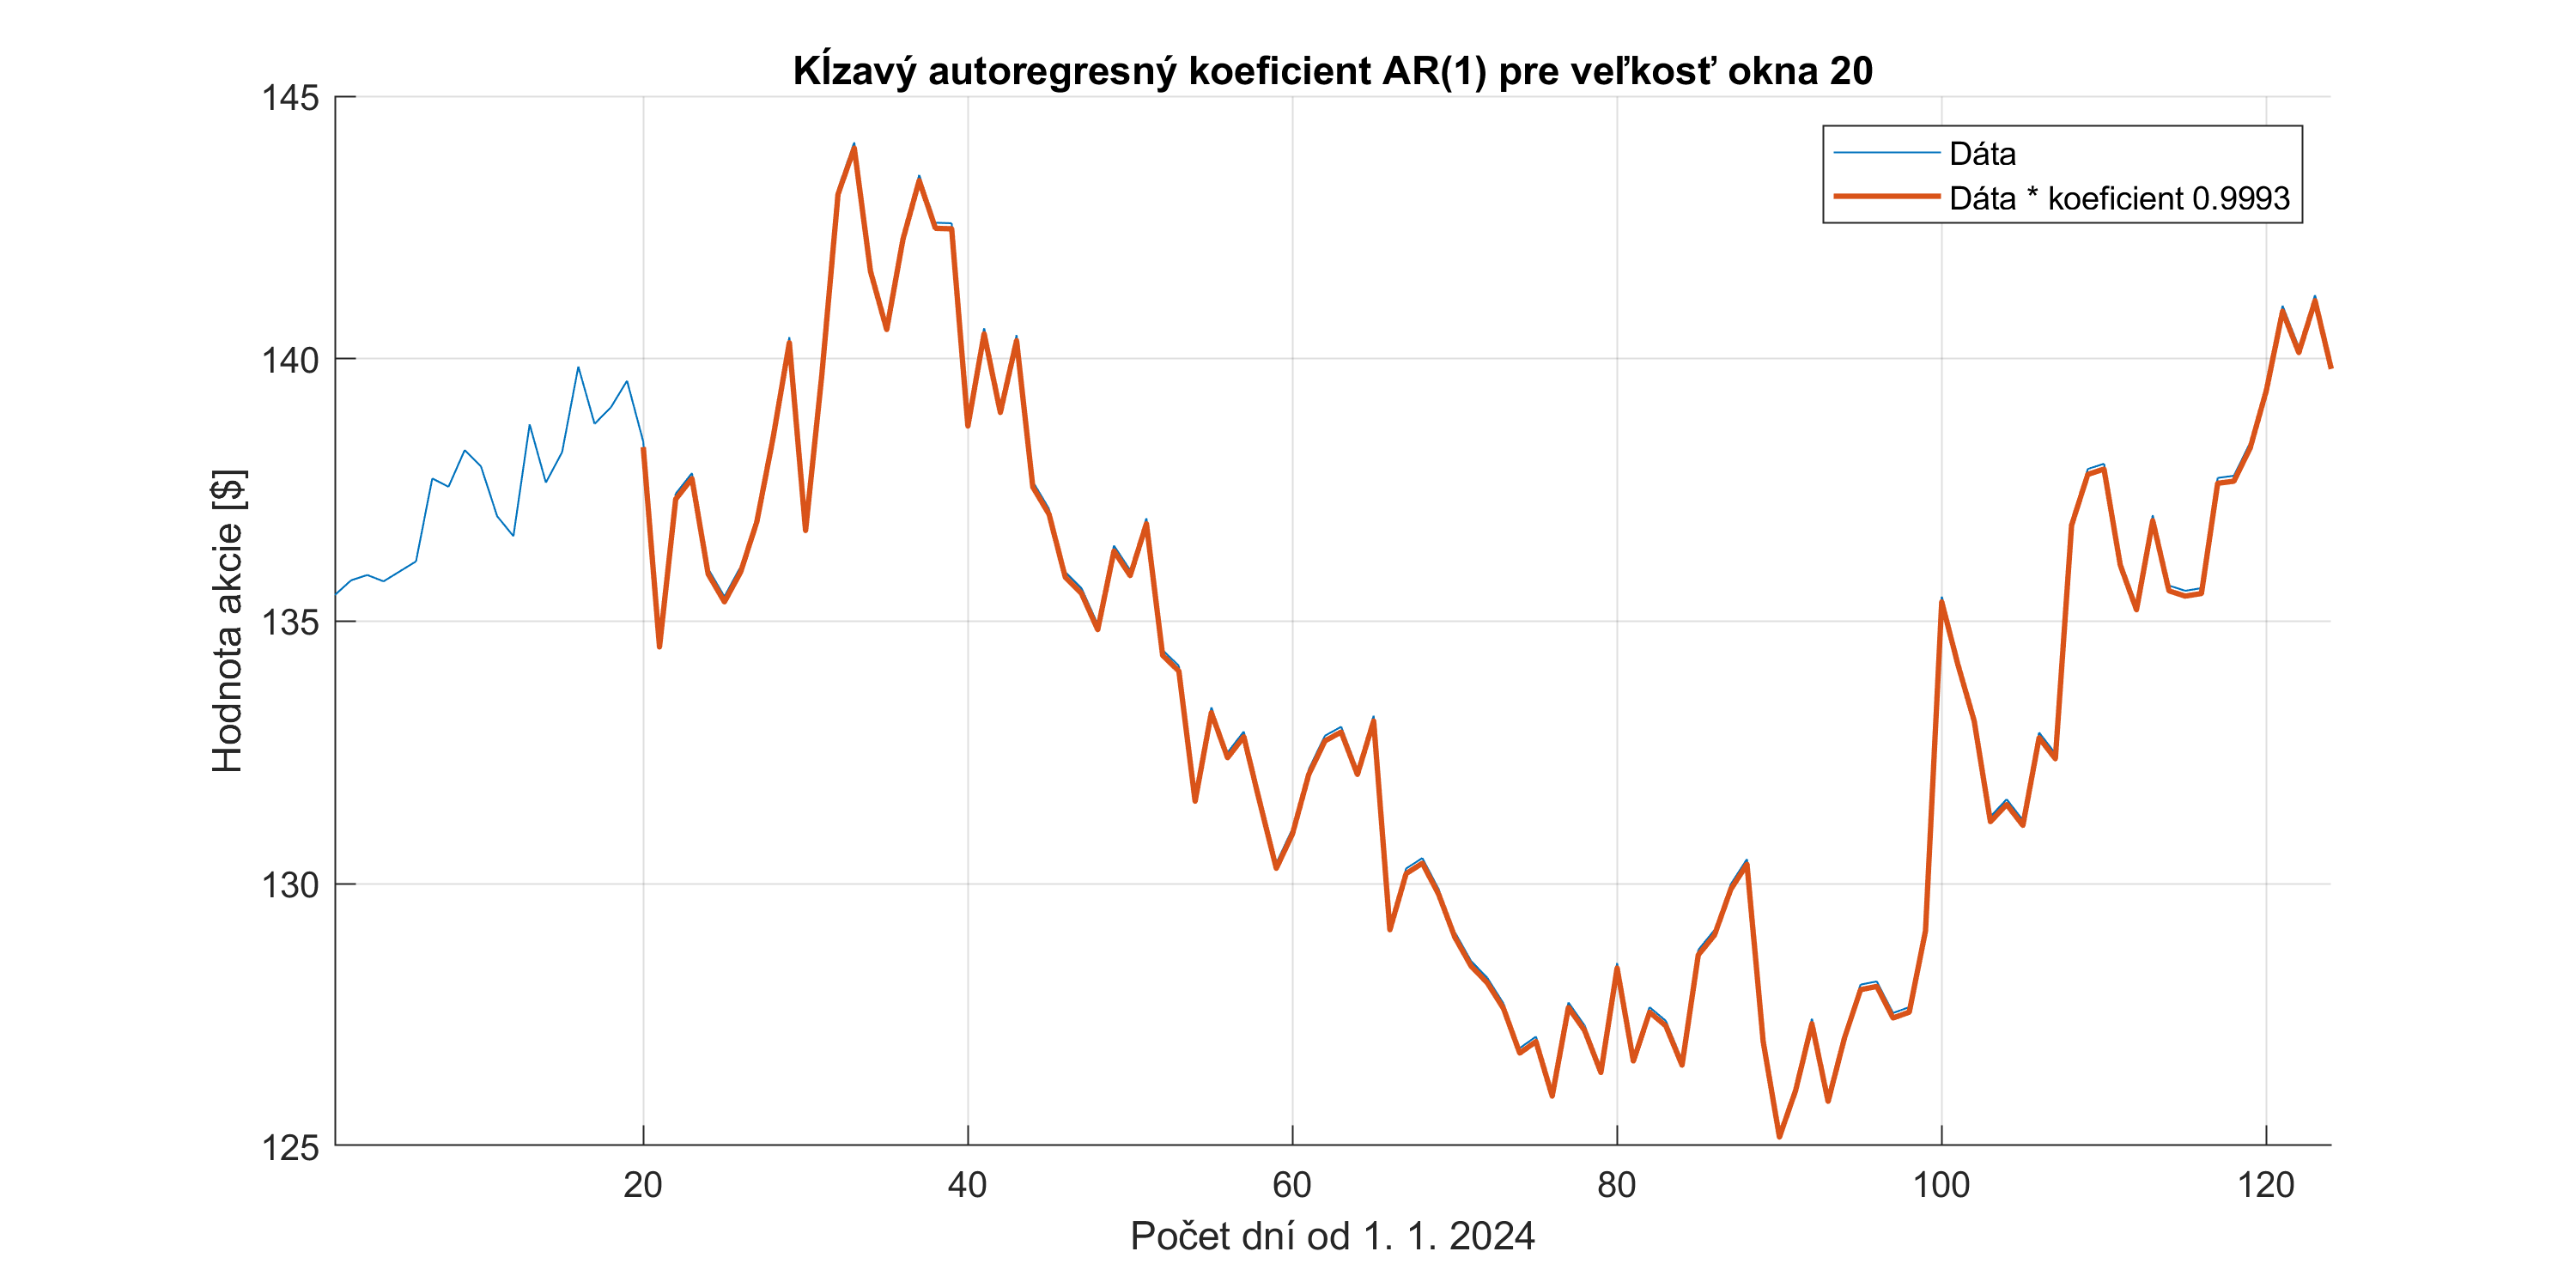 Kĺzavý autoregresný koeficient AR(1) pre veľkosť okna 20
145
140
135
130
125
Hodnota akcie [$]
Dáta
Dáta * koeficient 0.9993
20 40 60 80 100 120
Počet dní od 1. 1. 2024